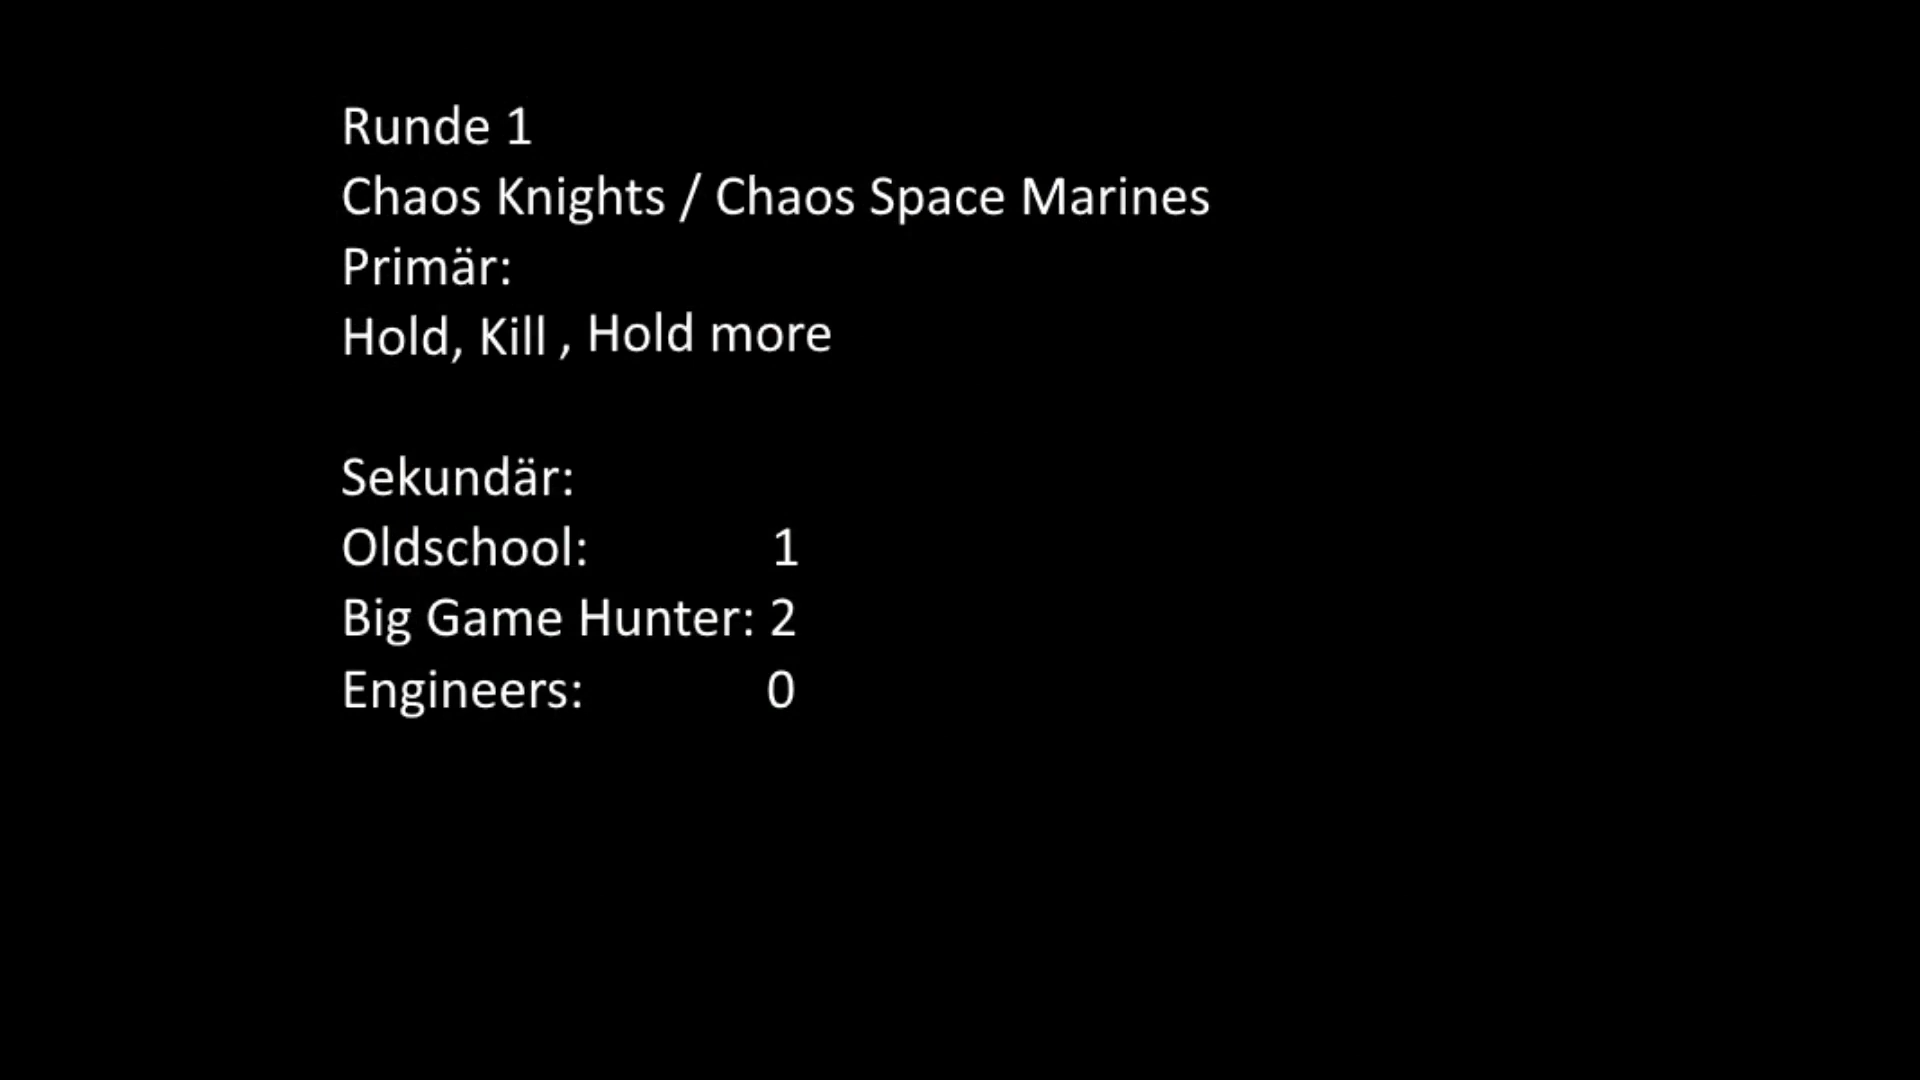 Runde 1
Chaos Knights / Chaos Space Marines
Primär:
Hold, Kill , Hold more
Sekundär:
Oldschool: 1
Big Game Hunter: 2
Engineers: 0